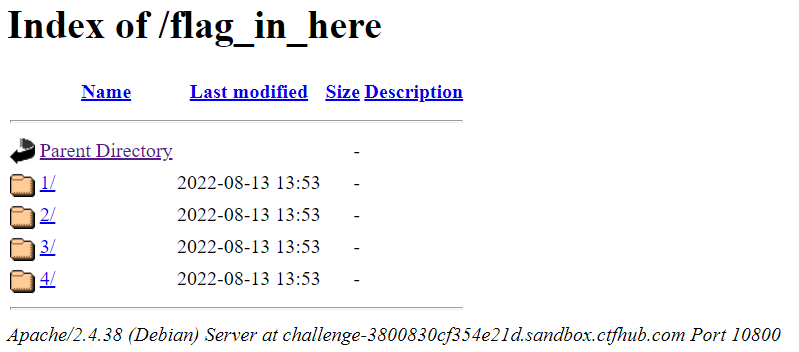 Index of /flag_in_here
Name Last modified Size Description
Parent Directory -
1/ 2022-08-13 13:53 -
2/ 2022-08-13 13:53 -
3/ 2022-08-13 13:53 -
4/ 2022-08-13 13:53 -
Apache/2.4.38 (Debian) Server at challenge-3800830cf354e21d.sandbox.ctfhub.com Port 10800